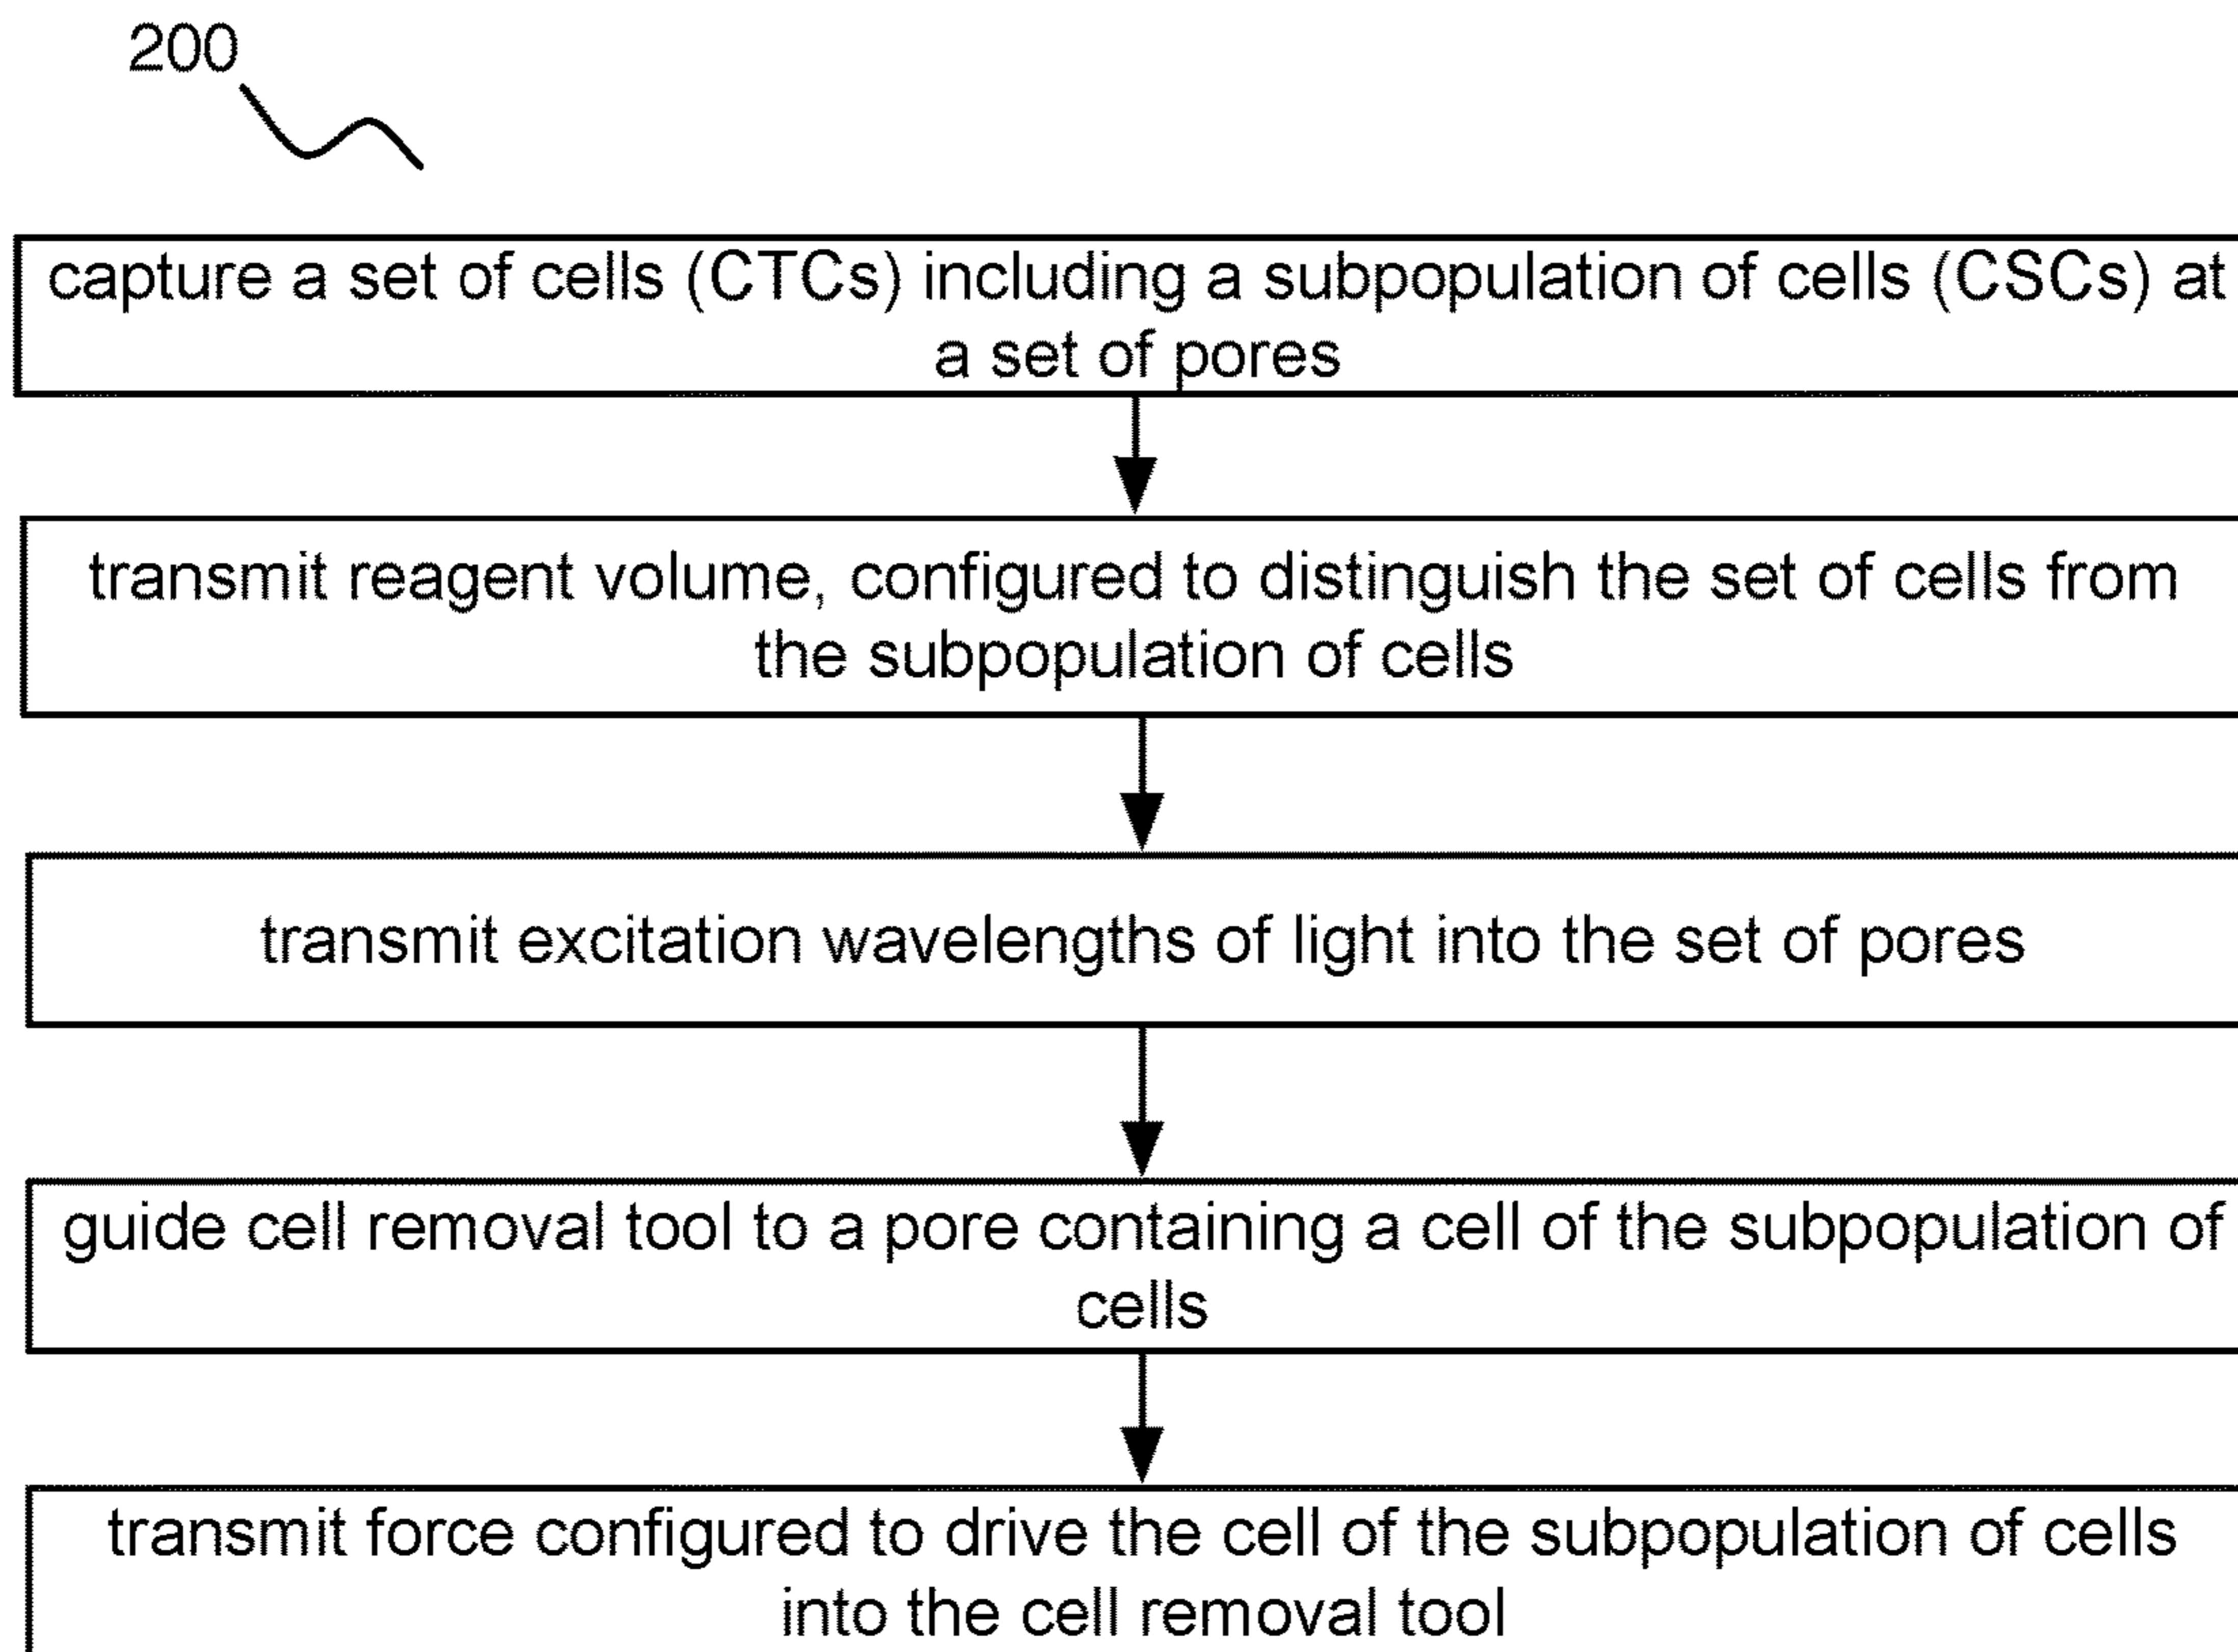 200
capture a set of cells (CTCs) including a subpopulation of cells (CSCs) at
a set of pores
transmit reagent volume, configured to distinguish the set of cells from
the subpopulation of cells
transmit excitation wavelengths of light into the set of pores
guide cell removal tool to a pore containing a cell of the subpopulation of
cells
transmit force configured to drive the cell of the subpopulation of cells
into the cell removal tool